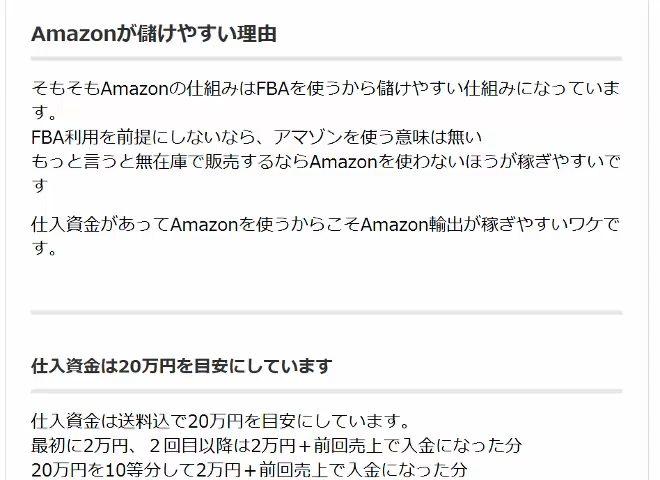 Amazonが儲けやすい理由
そもそもAmazonの仕組みはFBAを使うから儲けやすい仕組みになっていま
す。
FBA利用を前提にしないなら、アマゾンを使う意味は無い
もっと言うと無在庫で販売するならAmazonを使わないほうが稼ぎやすいで
す
仕入資金があってAmazonを使うからこそAmazon輸出が稼ぎやすいワケで
す。
仕入資金は20万円を目安にしています
仕入資金は送料込で20万円を目安にしています。
最初に2万円、２回目以降は2万円＋前回売上で入金になった分
20万円を10等分して2万円＋前回売上で入金になった分